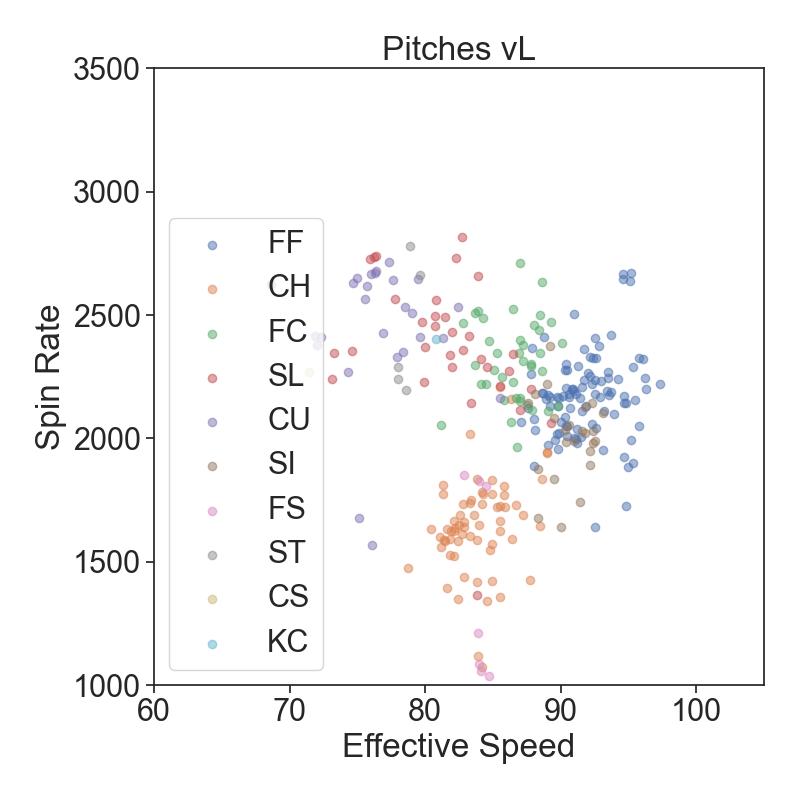 Pitches vL
3500
3000
2500
2000
1500
1000
Spin Rate
FF
CH
FC
SL
CU
SI
FS
ST
CS
KC
60 70 80 90 100
Effective Speed